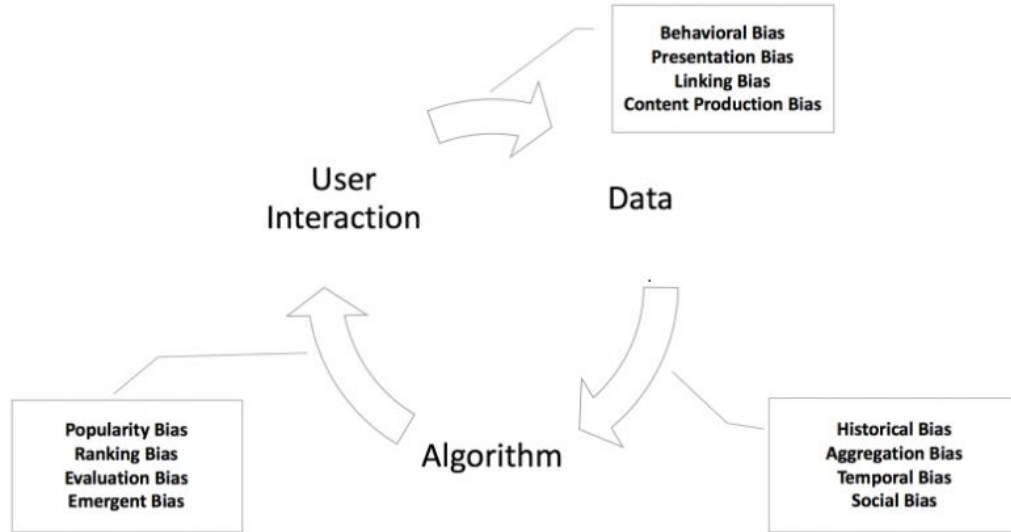 Behavioral Bias
Presentation Bias
Linking Bias
Content Production Bias
User
Interaction
Data
Algorithm
Popularity Bias
Ranking Bias
Evaluation Bias
Emergent Bias
Historical Bias
Aggregation Bias
Temporal Bias
Social Bias